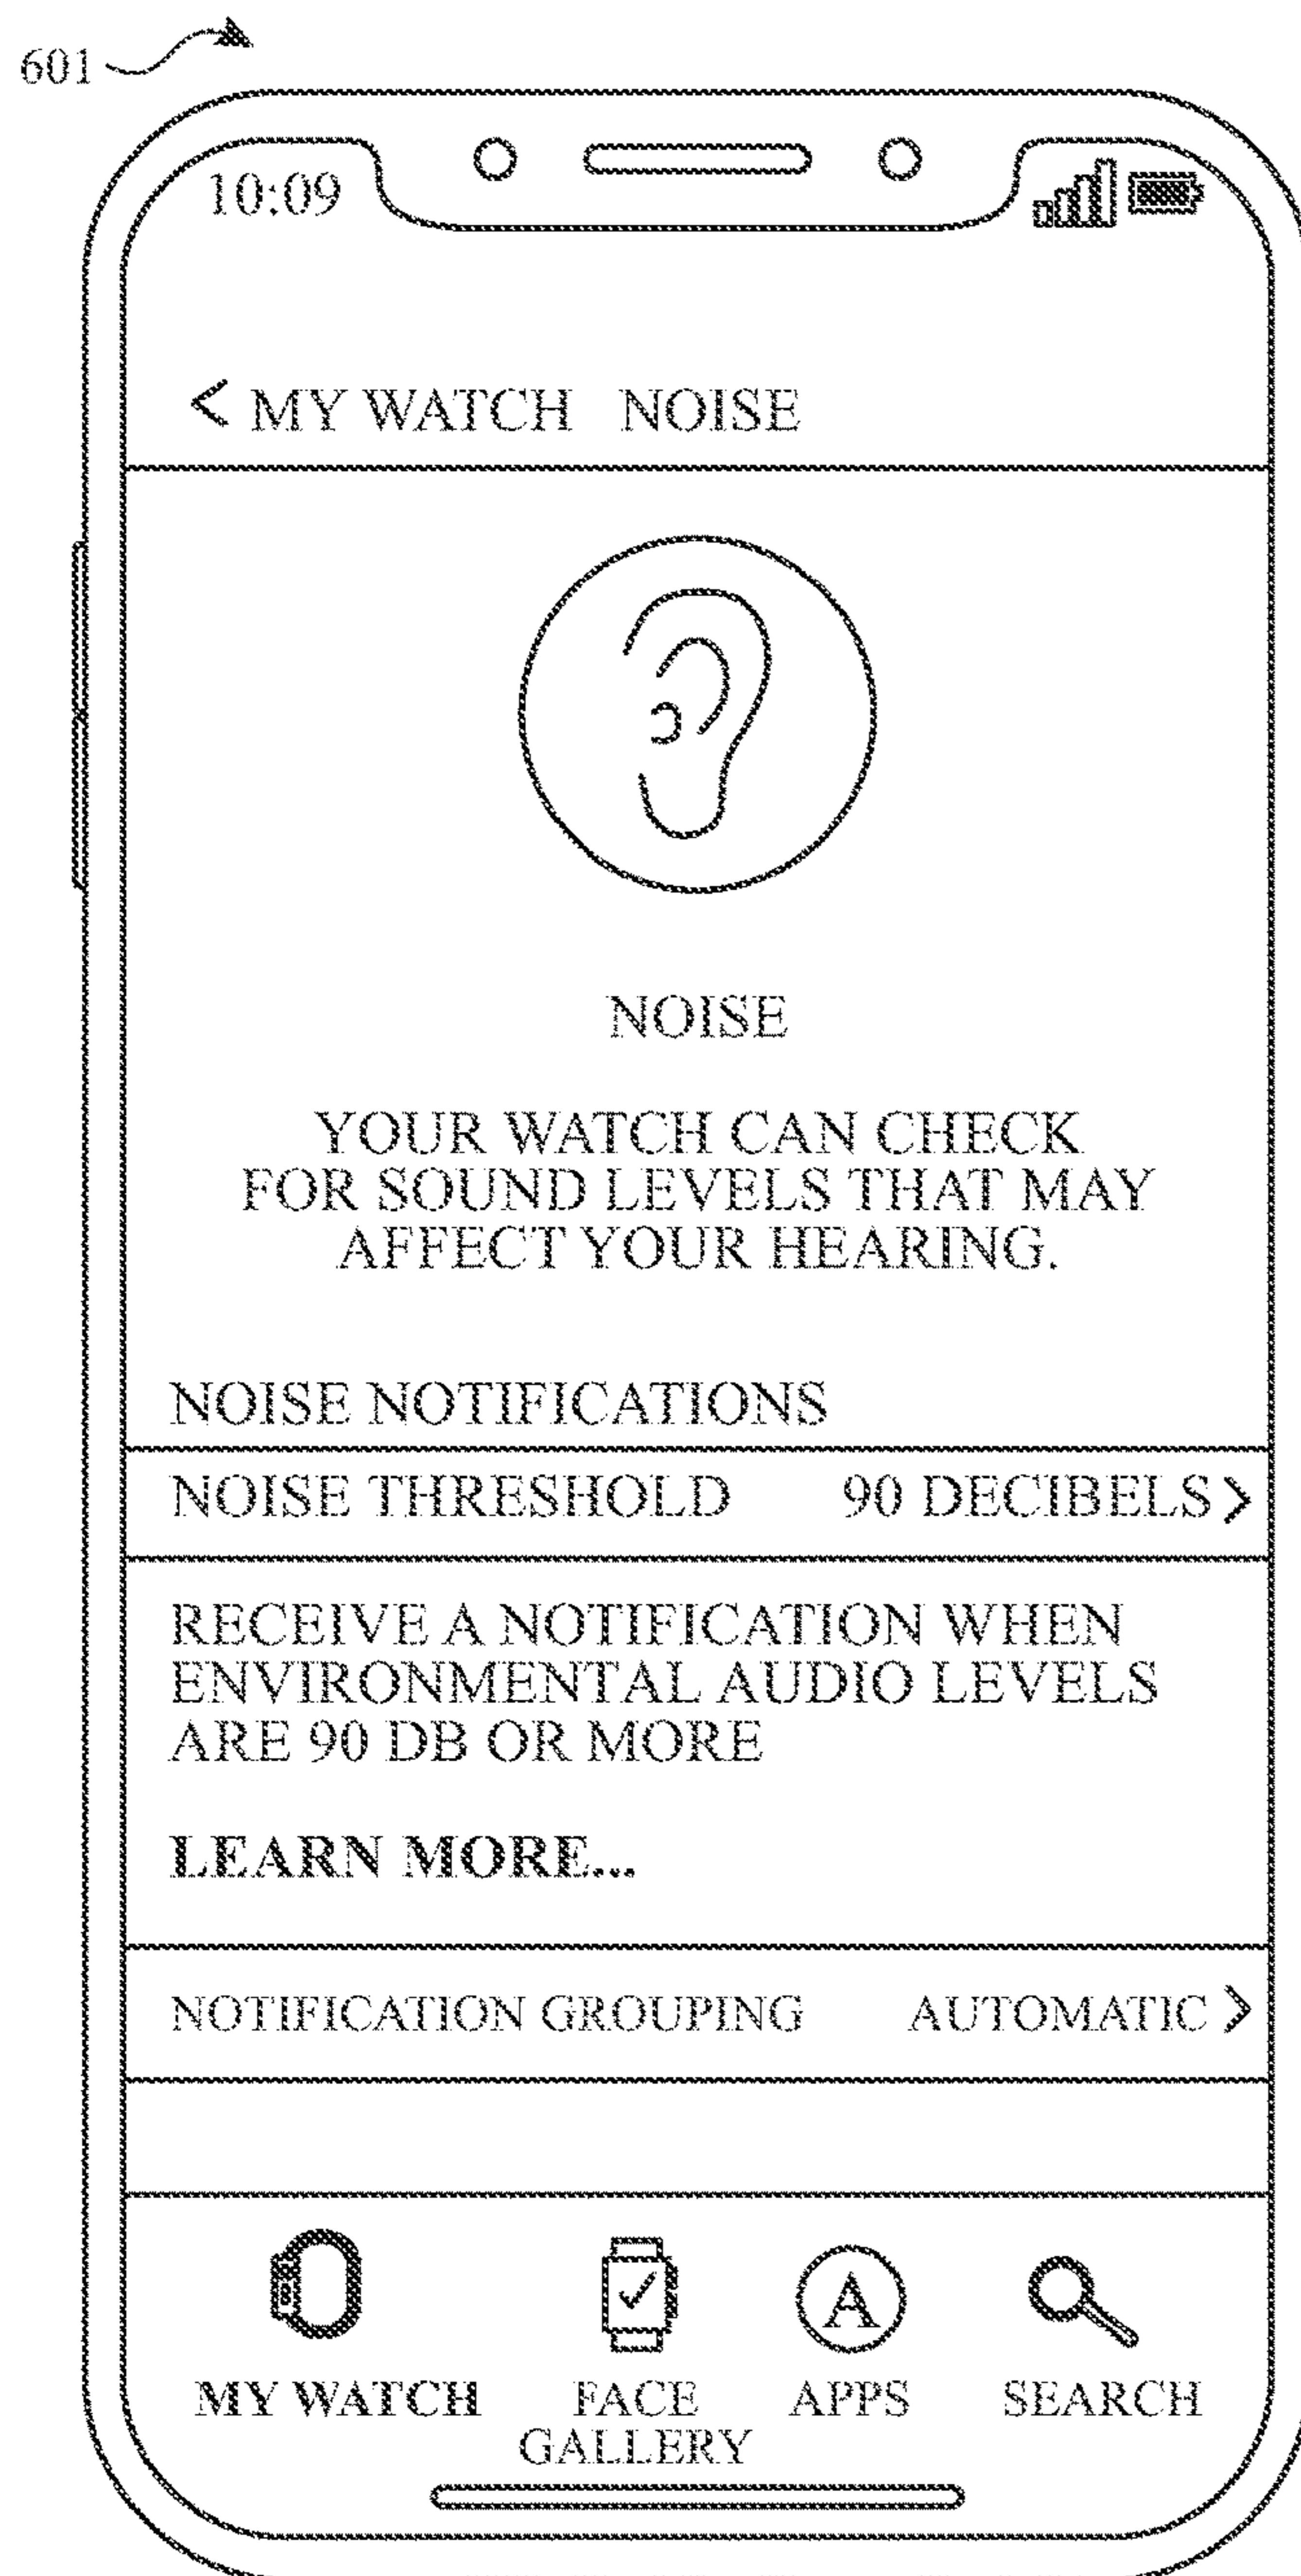 601
10:09
< MY WATCH NOISE
NOISE
YOUR WATCH CAN CHECK
FOR SOUND LEVELS THAT MAY
AFFECT YOUR HEARING.
NOISE NOTIFICATIONS
NOISE THRESHOLD 90 DECIBELS >
RECEIVE A NOTIFICATION WHEN
ENVIRONMENTAL AUDIO LEVELS
ARE 90 DB OR MORE
LEARN MORE...
NOTIFICATION GROUPING AUTOMATIC >
A
MY WATCH FACE APPS SEARCH
GALLERY